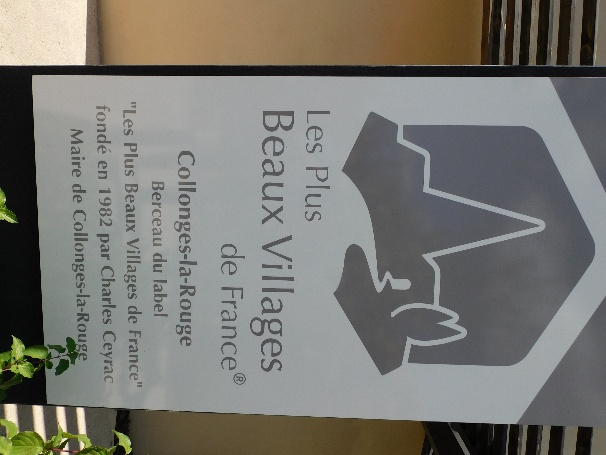 Les Plus
Beaux Villages
de France®
Collonges-la-Rouge
Berceau du label
"Les Plus Beaux Villages de France"
fondé en 1982 par Charles Ceyrac
Maire de Collonges-la-Rouge